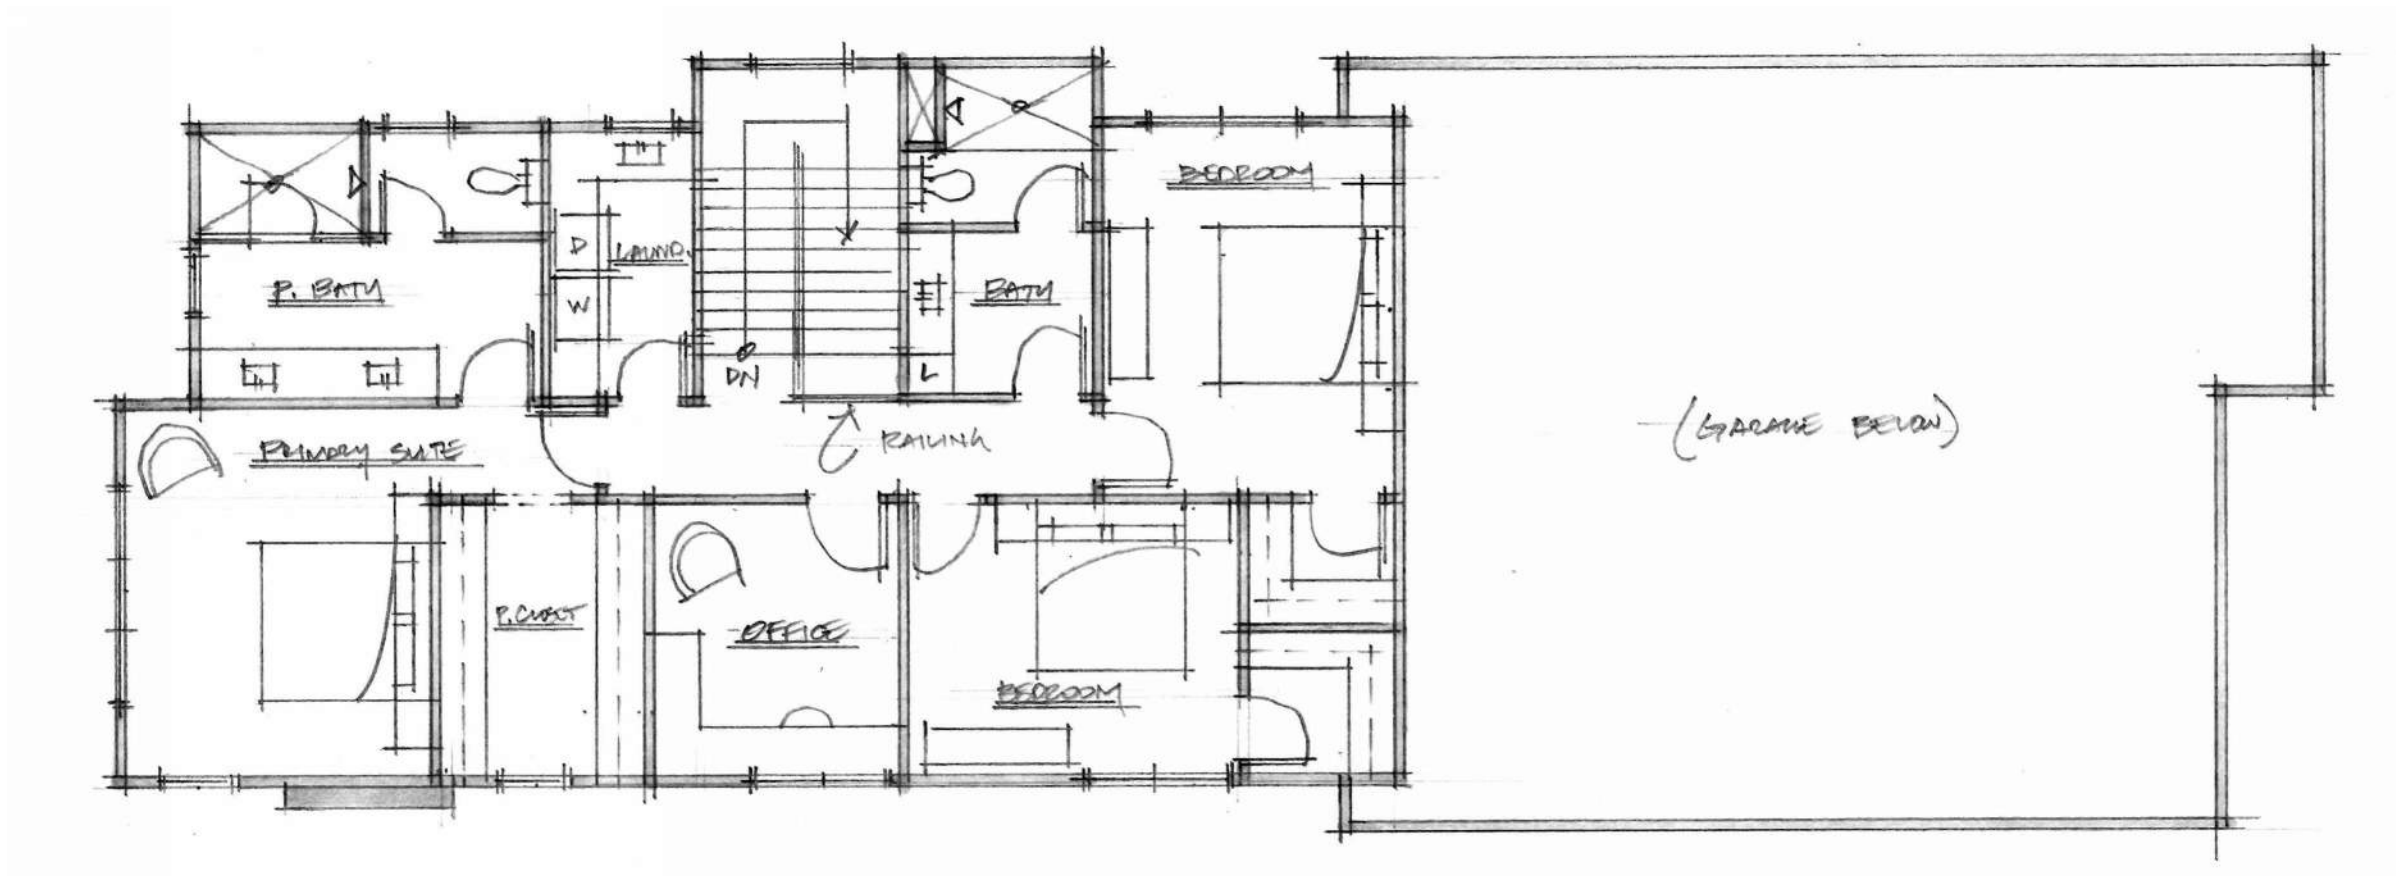 BEDROOM
D
LAUND.
P. BATH
W
BATH
DN
L
RAILING
PRIMARY SUITE
(GARAGE BELOW)
P. CLOSET
OFFICE
BEDROOM